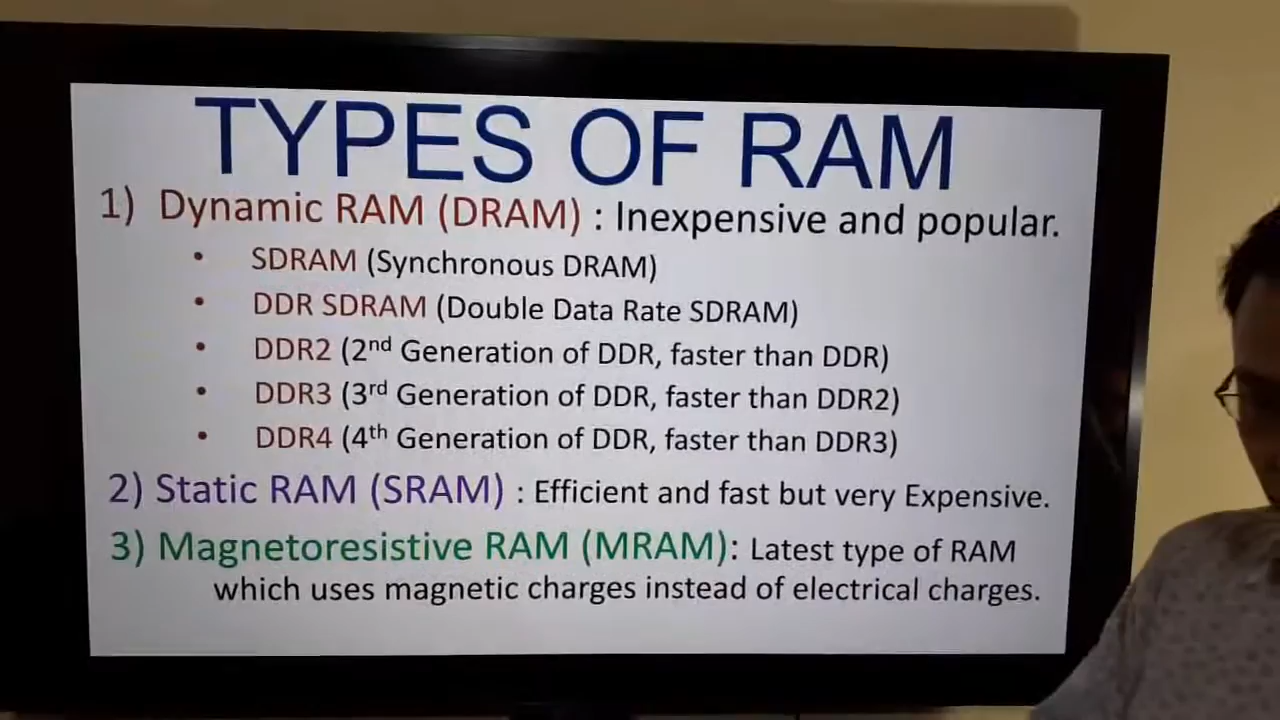 TYPES OF RAM
1) Dynamic RAM (DRAM) : Inexpensive and popular.
• SDRAM (Synchronous DRAM)
• DDR SDRAM (Double Data Rate SDRAM)
• DDR2 (2nd Generation of DDR, faster than DDR)
• DDR3 (3rd Generation of DDR, faster than DDR2)
• DDR4 (4th Generation of DDR, faster than DDR3)
2) Static RAM (SRAM) : Efficient and fast but very Expensive.
3) Magnetoresistive RAM (MRAM): Latest type of RAM
which uses magnetic charges instead of electrical charges.